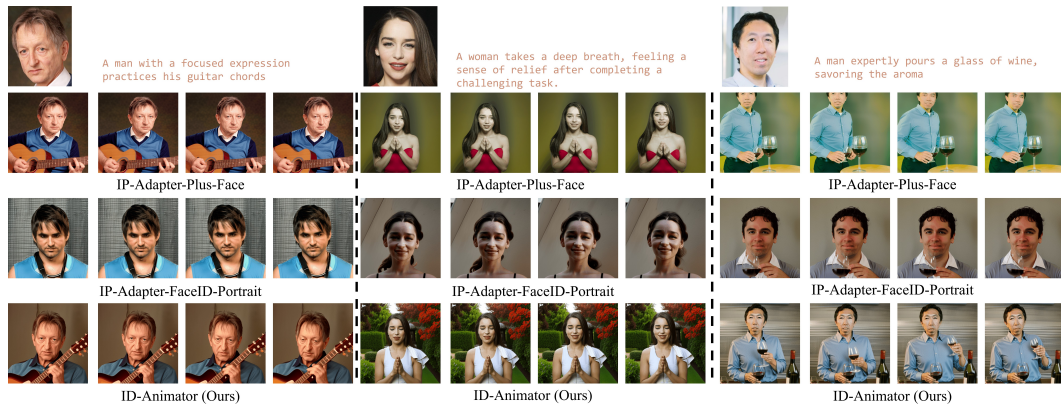 A man with a focused expression
practices his guitar chords
A woman takes a deep breath, feeling a
sense of relief after completing a
challenging task.
A man expertly pours a glass of wine,
savoring the aroma
IP-Adapter-Plus-Face
IP-Adapter-Plus-Face
IP-Adapter-Plus-Face
IP-Adapter-FaceID-Portrait
IP-Adapter-FaceID-Portrait
IP-Adapter-FaceID-Portrait
ID-Animator (Ours)
ID-Animator (Ours)
ID-Animator (Ours)